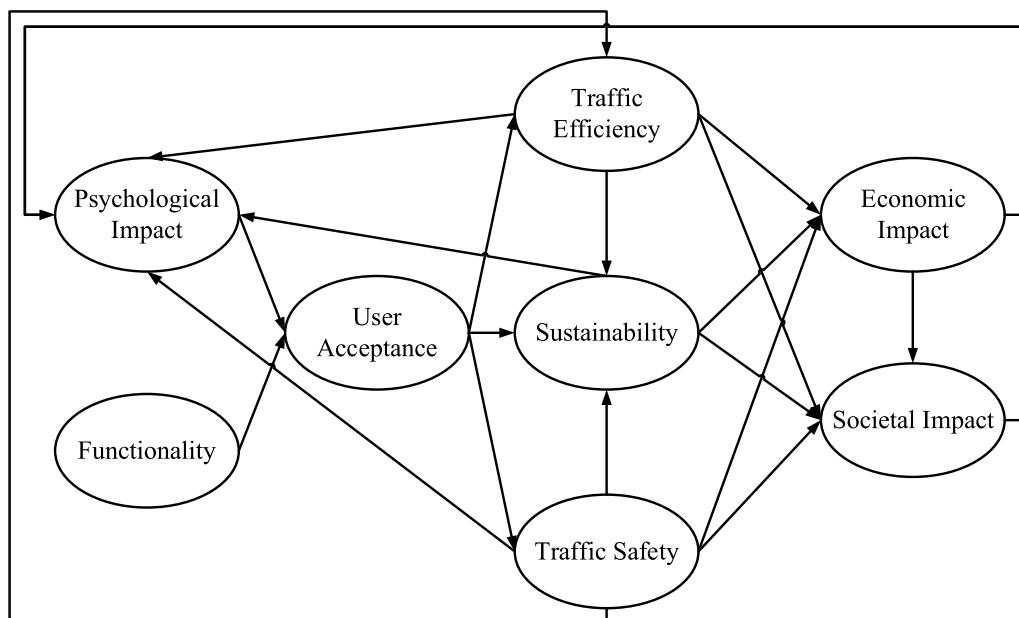 Traffic
Efficiency
Psychological
Impact
Economic
Impact
User
Acceptance
Sustainability
Functionality
Societal Impact
Traffic Safety